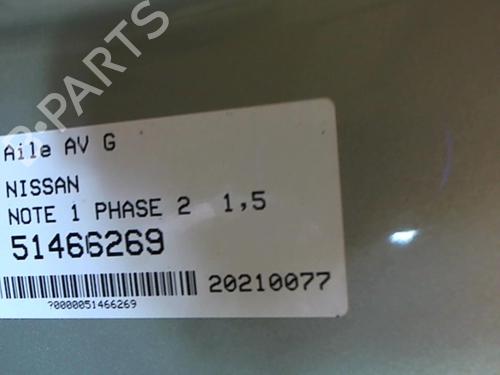 B-PARTS
Aile AV G
NISSAN
NOTE 1 PHASE 2 1,5
51466269
20210077
?0000051466269